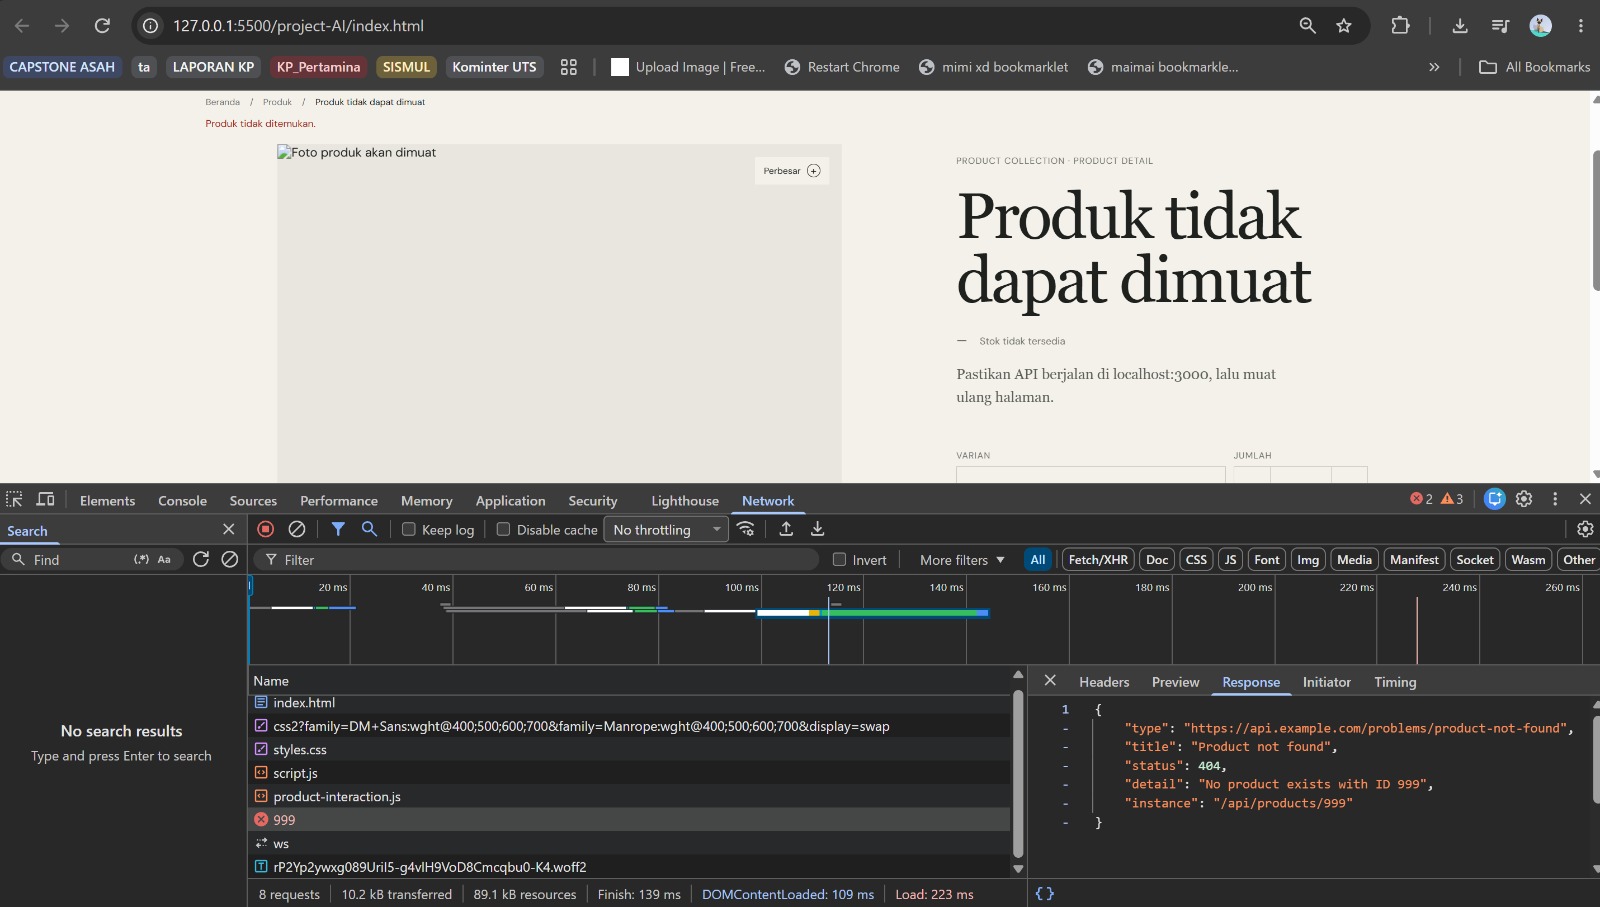 127.0.0.1:5500/project-AI/index.html
CAPSTONE ASAH ta LAPORAN KP KP_Pertamina SISMUL Kominter UTS Upload Image | Free... Restart Chrome mimi xd bookmarklet maimai bookmarkle... » All Bookmarks
Beranda / Produk / Produk tidak dapat dimuat
Produk tidak ditemukan.
Foto produk akan dimuat
Perbesar +
PRODUCT COLLECTION · PRODUCT DETAIL
Produk tidak
dapat dimuat
— Stok tidak tersedia
Pastikan API berjalan di localhost:3000, lalu muat
ulang halaman.
VARIAN JUMLAH
Elements Console Sources Performance Memory Application Security Lighthouse Network 2 3
Search
Keep log Disable cache No throttling
Find (.*) Aa
Filter Invert More filters All Fetch/XHR Doc CSS JS Font Img Media Manifest Socket Wasm Other
20 ms 40 ms 60 ms 80 ms 100 ms 120 ms 140 ms 160 ms 180 ms 200 ms 220 ms 240 ms 260 ms
No search results
Type and press Enter to search
Name
index.html
css2?family=DM+Sans:wght@400;500;600;700&family=Manrope:wght@400;500;600;700&display=swap
styles.css
script.js
product-interaction.js
999
ws
rP2Yp2ywxg089UriI5-g4vlH9VoD8Cmcqbu0-K4.woff2
8 requests 10.2 kB transferred 89.1 kB resources Finish: 139 ms DOMContentLoaded: 109 ms Load: 223 ms
Headers Preview Response Initiator Timing
1 {
- "type": "https://api.example.com/problems/product-not-found",
- "title": "Product not found",
- "status": 404,
- "detail": "No product exists with ID 999",
- "instance": "/api/products/999"
- }
{ }